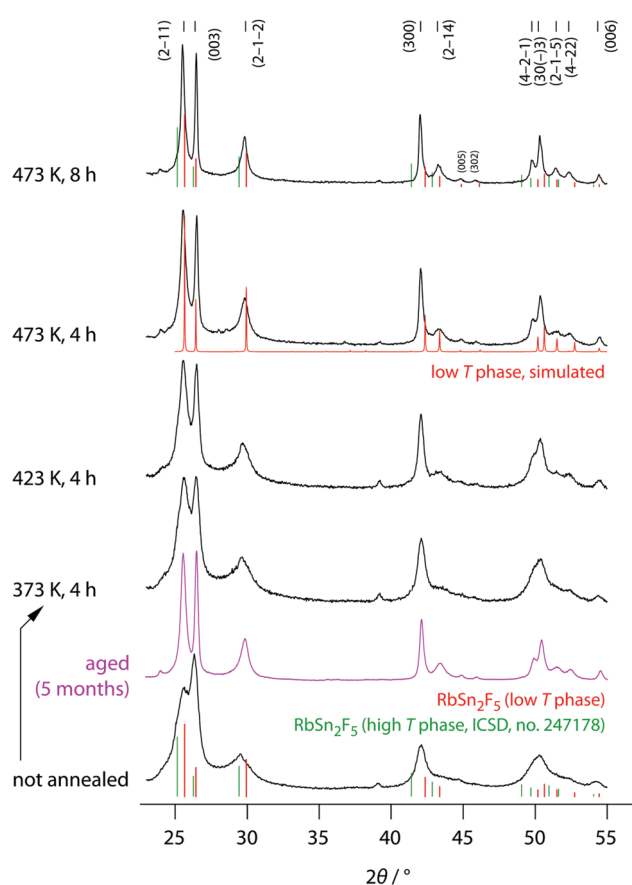 (2–11)
(003)
(2–1–2)
(300)
(2–14)
(4–2–1)
(30(–)3)
(2–1–5)
(4–22)
(006)
(005)
(302)
473 K, 8 h
473 K, 4 h
low T phase, simulated
423 K, 4 h
373 K, 4 h
aged
(5 months)
RbSn₂F₅ (low T phase)
RbSn₂F₅ (high T phase, ICSD, no. 247178)
not annealed
25 30 35 40 45 50 55
2θ / °